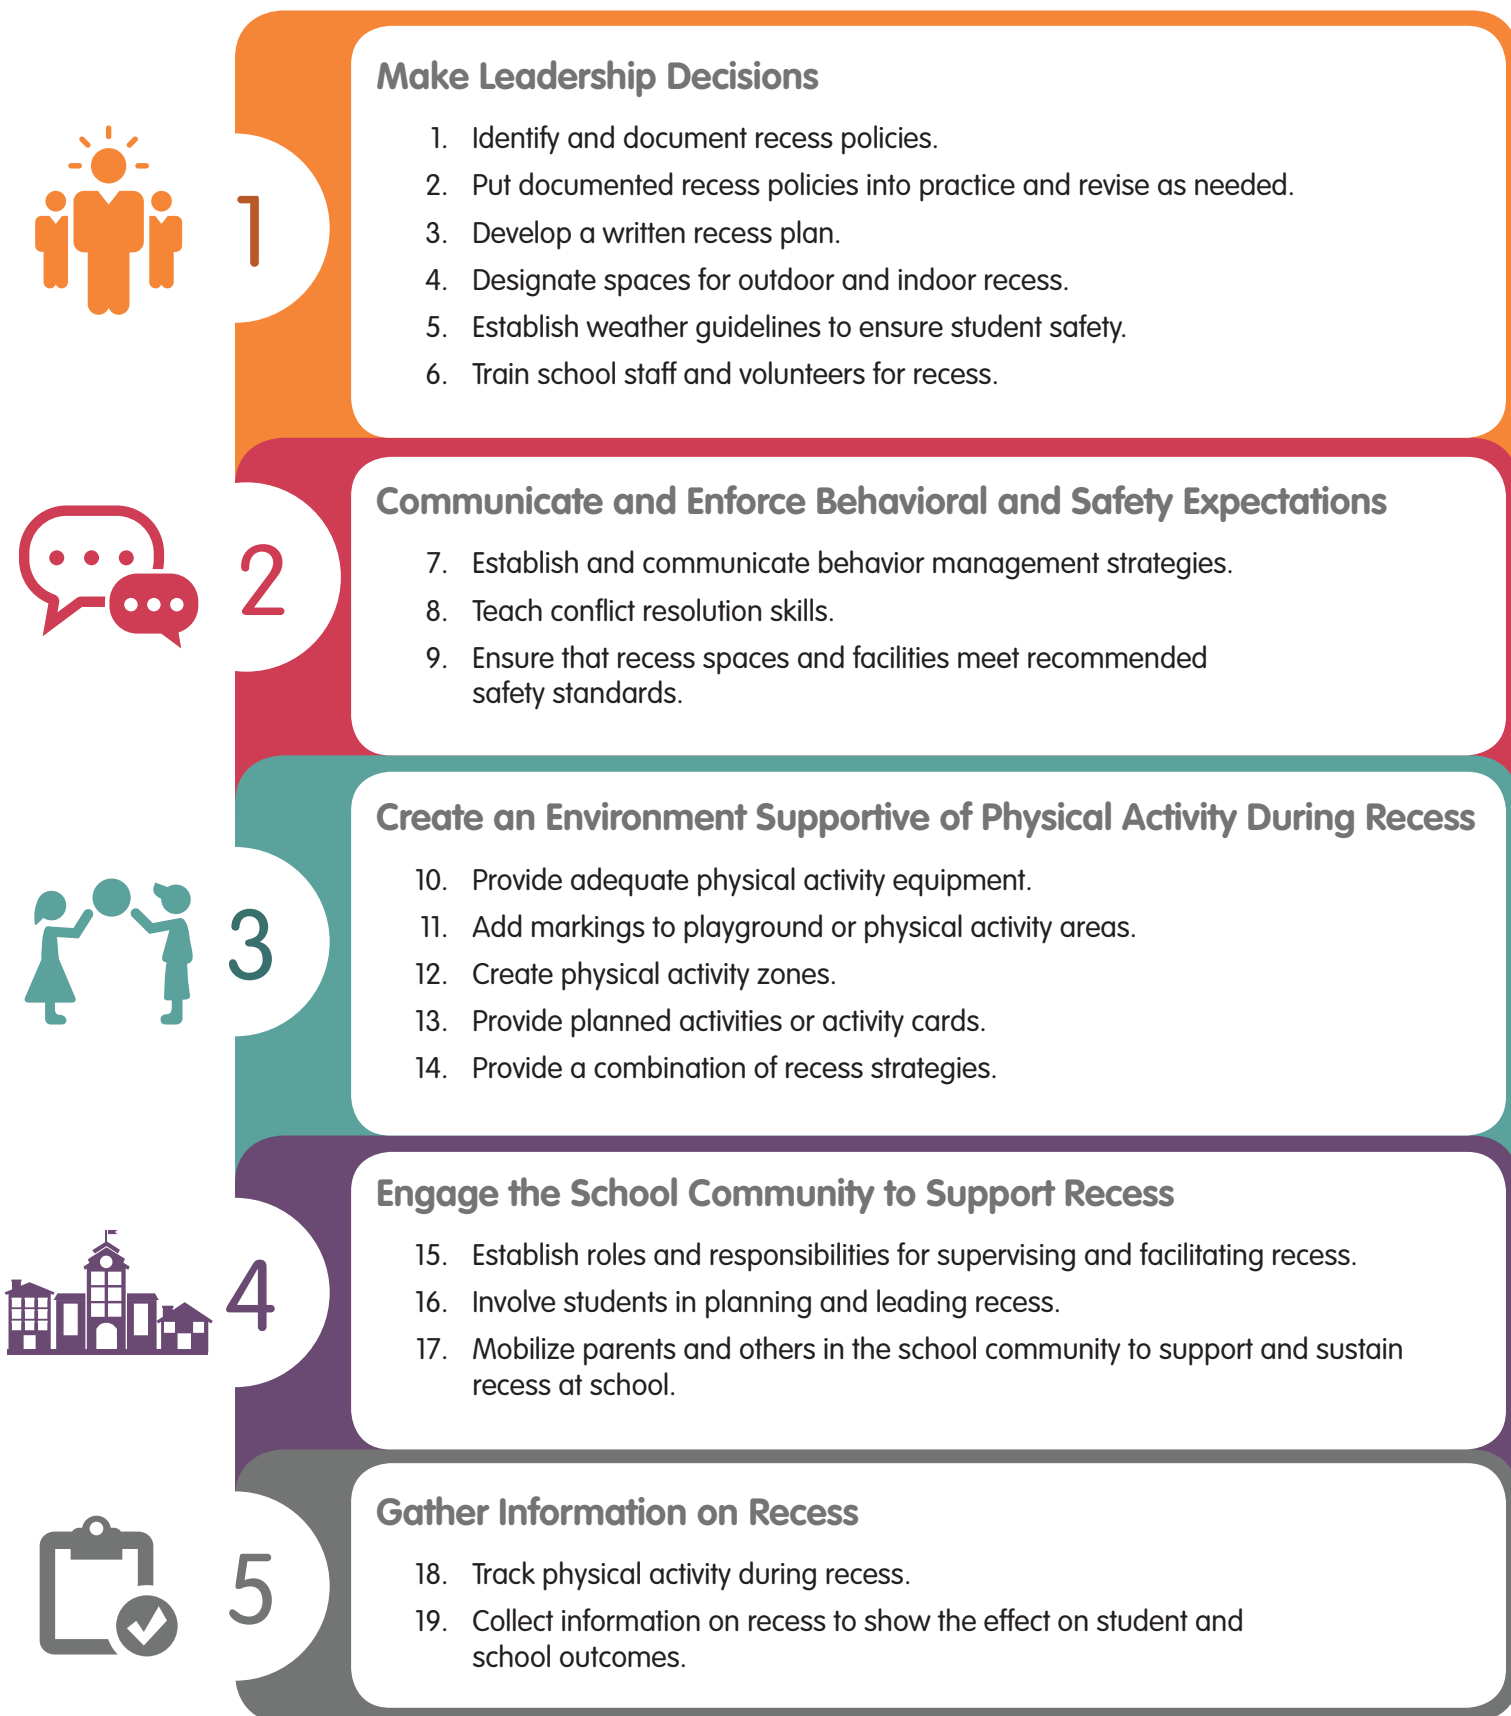 1
Make Leadership Decisions
1. Identify and document recess policies.
2. Put documented recess policies into practice and revise as needed.
3. Develop a written recess plan.
4. Designate spaces for outdoor and indoor recess.
5. Establish weather guidelines to ensure student safety.
6. Train school staff and volunteers for recess.
2
Communicate and Enforce Behavioral and Safety Expectations
7. Establish and communicate behavior management strategies.
8. Teach conflict resolution skills.
9. Ensure that recess spaces and facilities meet recommended
safety standards.
3
Create an Environment Supportive of Physical Activity During Recess
10. Provide adequate physical activity equipment.
11. Add markings to playground or physical activity areas.
12. Create physical activity zones.
13. Provide planned activities or activity cards.
14. Provide a combination of recess strategies.
4
Engage the School Community to Support Recess
15. Establish roles and responsibilities for supervising and facilitating recess.
16. Involve students in planning and leading recess.
17. Mobilize parents and others in the school community to support and sustain
recess at school.
5
Gather Information on Recess
18. Track physical activity during recess.
19. Collect information on recess to show the effect on student and
school outcomes.